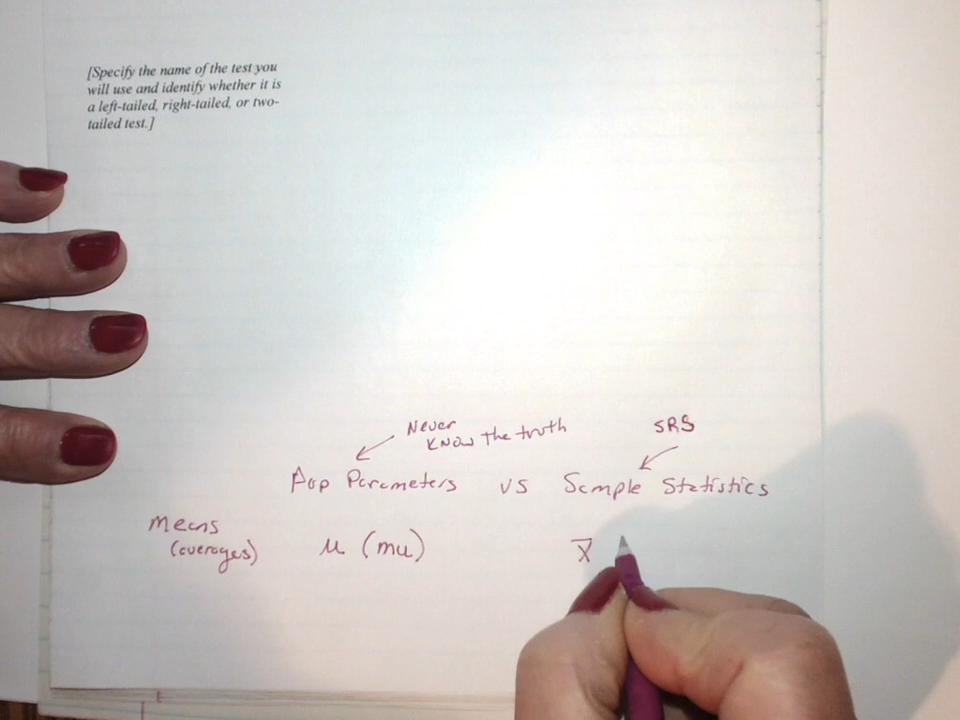 [Specify the name of the test you
will use and identify whether it is
a left-tailed, right-tailed, or two-
tailed test.]
Never
know the truth
SRS
Pop Parameters vs Sample Statistics
Means
(averages)
μ (mu)
x̄